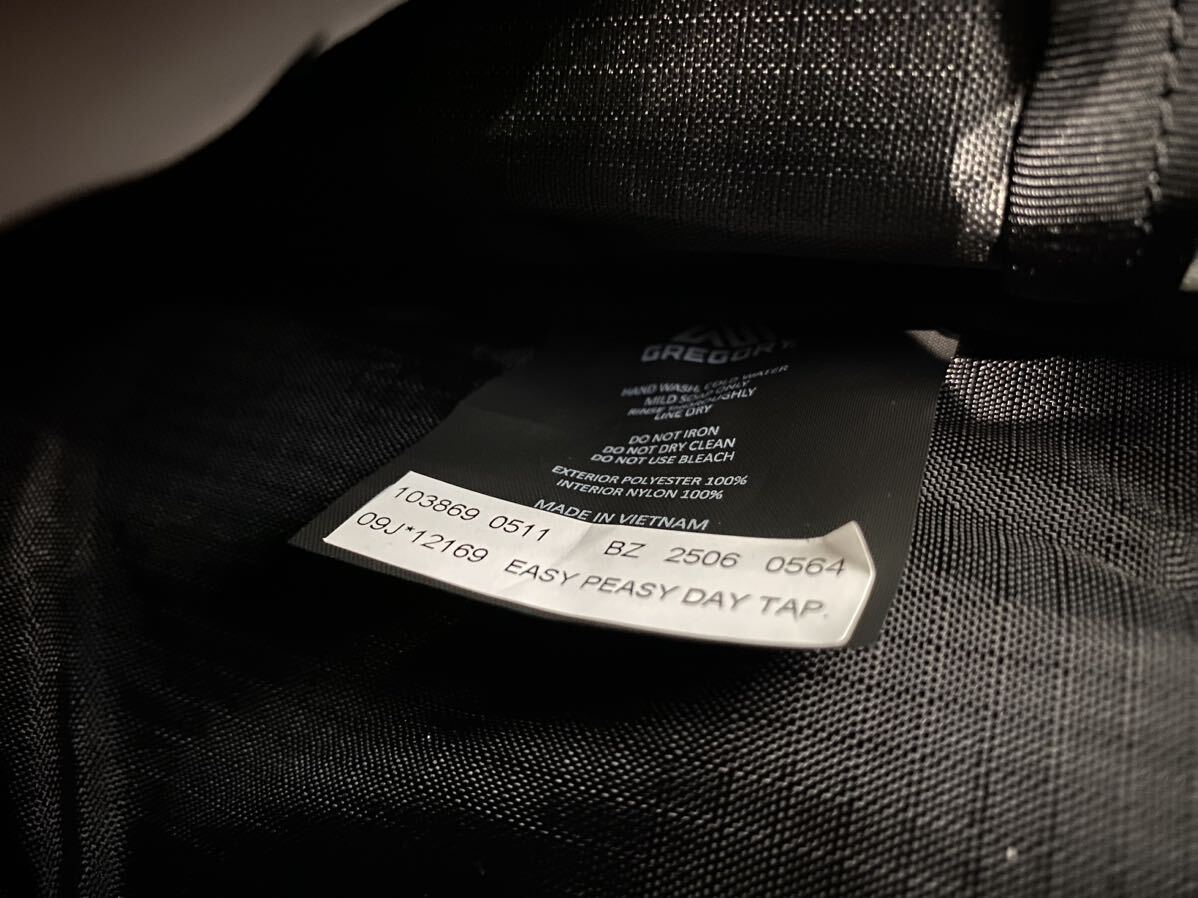 GREGORY
HAND WASH, COLD WATER
MILD SOAP ONLY
RINSE THOROUGHLY
LINE DRY
DO NOT IRON
DO NOT DRY CLEAN
DO NOT USE BLEACH
EXTERIOR POLYESTER 100%
INTERIOR NYLON 100%
MADE IN VIETNAM
103869 0511 BZ 2506 0564
09J*12169 EASY PEASY DAY TAP.